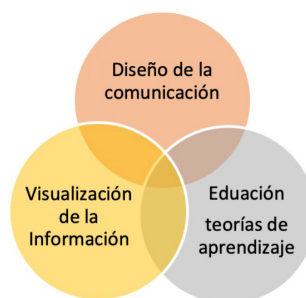 Diseño de la
comunicación
Visualización
de la
Información
Eduación
teorías de
aprendizaje